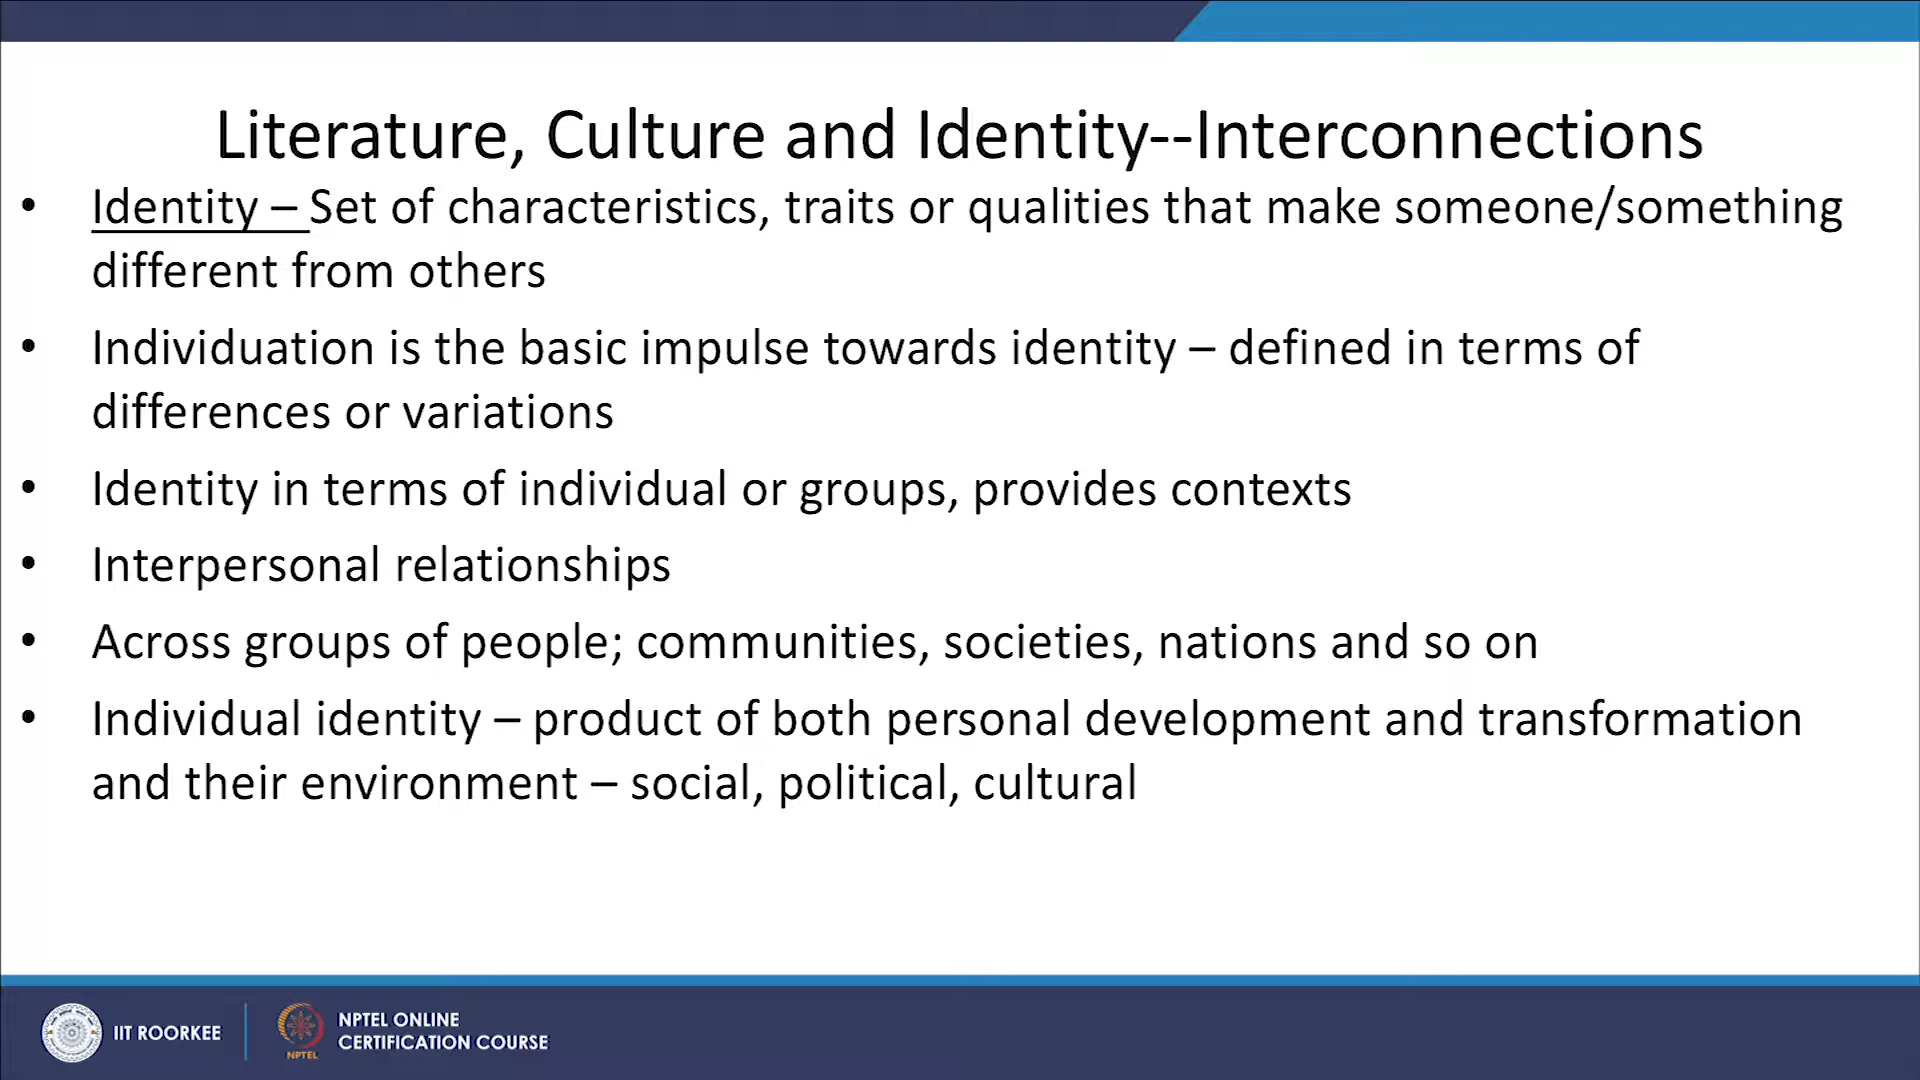 Literature, Culture and Identity--Interconnections
• Identity – Set of characteristics, traits or qualities that make someone/something
different from others
• Individuation is the basic impulse towards identity – defined in terms of
differences or variations
• Identity in terms of individual or groups, provides contexts
• Interpersonal relationships
• Across groups of people; communities, societies, nations and so on
• Individual identity – product of both personal development and transformation
and their environment – social, political, cultural
IIT ROORKEE
NPTEL
NPTEL ONLINE
CERTIFICATION COURSE